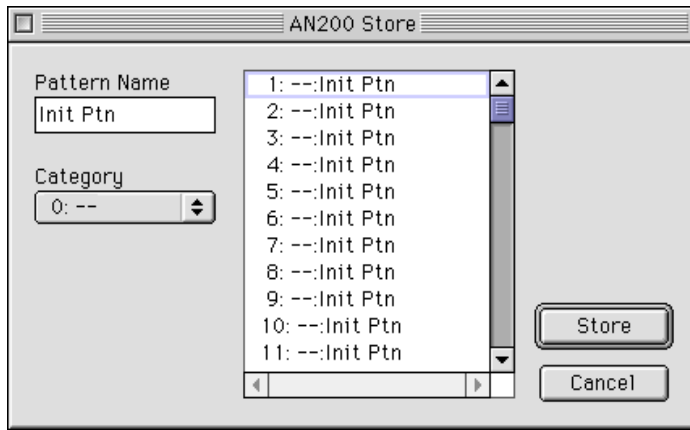 AN200 Store
Pattern Name
Init Ptn
Category
0: --
1: --:Init Ptn
2: --:Init Ptn
3: --:Init Ptn
4: --:Init Ptn
5: --:Init Ptn
6: --:Init Ptn
7: --:Init Ptn
8: --:Init Ptn
9: --:Init Ptn
10: --:Init Ptn
11: --:Init Ptn
Store
Cancel